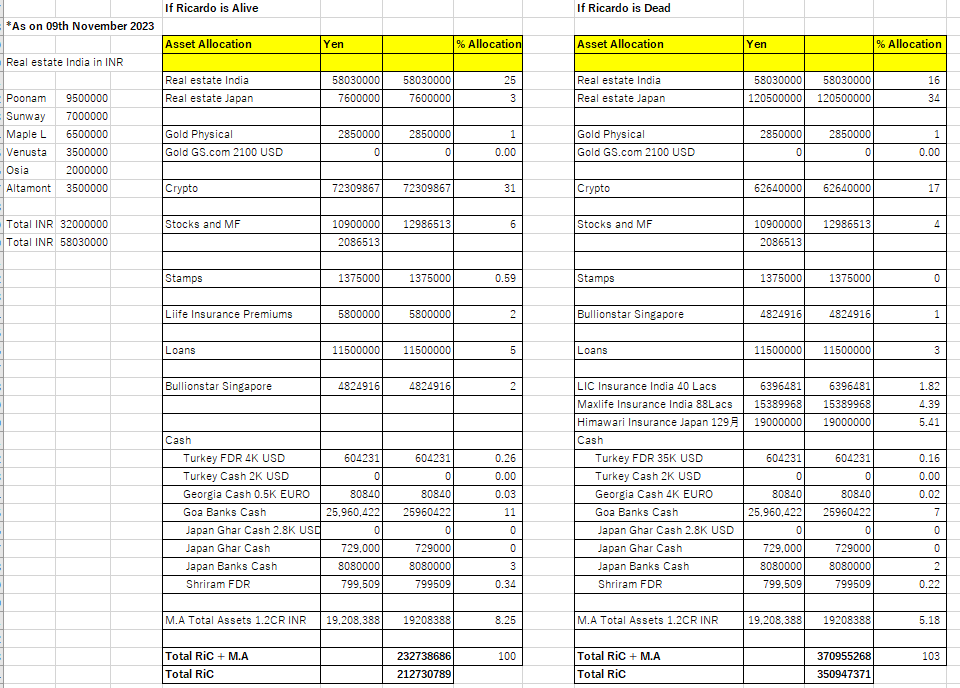 If Ricardo is Alive If Ricardo is Dead
*As on 09th November 2023
Asset Allocation Yen % Allocation Asset Allocation Yen % Allocation
Real estate India in INR
Real estate India 58030000 58030000 25 Real estate India 58030000 58030000 16
Poonam 9500000 Real estate Japan 7600000 7600000 3 Real estate Japan 120500000 120500000 34
Sunway 7000000
Maple L 6500000 Gold Physical 2850000 2850000 1 Gold Physical 2850000 2850000 1
Venusta 3500000 Gold GS.com 2100 USD 0 0 0.00 Gold GS.com 2100 USD 0 0 0.00
Osia 2000000
Altamont 3500000 Crypto 72309867 72309867 31 Crypto 62640000 62640000 17
Total INR 32000000 Stocks and MF 10900000 12986513 6 Stocks and MF 10900000 12986513 4
Total INR 58030000 2086513 2086513
Stamps 1375000 1375000 0.59 Stamps 1375000 1375000 0
Liife Insurance Premiums 5800000 5800000 2 Bullionstar Singapore 4824916 4824916 1
Loans 11500000 11500000 5 Loans 11500000 11500000 3
Bullionstar Singapore 4824916 4824916 2 LIC Insurance India 40 Lacs 6396481 6396481 1.82
Maxlife Insurance India 88Lacs 15389968 15389968 4.39
Himawari Insurance Japan 129月 19000000 19000000 5.41
Cash Cash
Turkey FDR 4K USD 604231 604231 0.26 Turkey FDR 35K USD 604231 604231 0.16
Turkey Cash 2K USD 0 0 0.00 Turkey Cash 2K USD 0 0 0.00
Georgia Cash 0.5K EURO 80840 80840 0.03 Georgia Cash 4K EURO 80840 80840 0.02
Goa Banks Cash 25,960,422 25960422 11 Goa Banks Cash 25,960,422 25960422 7
Japan Ghar Cash 2.8K USD 0 0 0 Japan Ghar Cash 2.8K USD 0 0 0
Japan Ghar Cash 729,000 729000 0 Japan Ghar Cash 729,000 729000 0
Japan Banks Cash 8080000 8080000 3 Japan Banks Cash 8080000 8080000 2
Shriram FDR 799,509 799509 0.34 Shriram FDR 799,509 799509 0.22
M.A Total Assets 1.2CR INR 19,208,388 19208388 8.25 M.A Total Assets 1.2CR INR 19,208,388 19208388 5.18
Total RiC + M.A 232738686 100 Total RiC + M.A 370955268 103
Total RiC 212730789 Total RiC 350947371